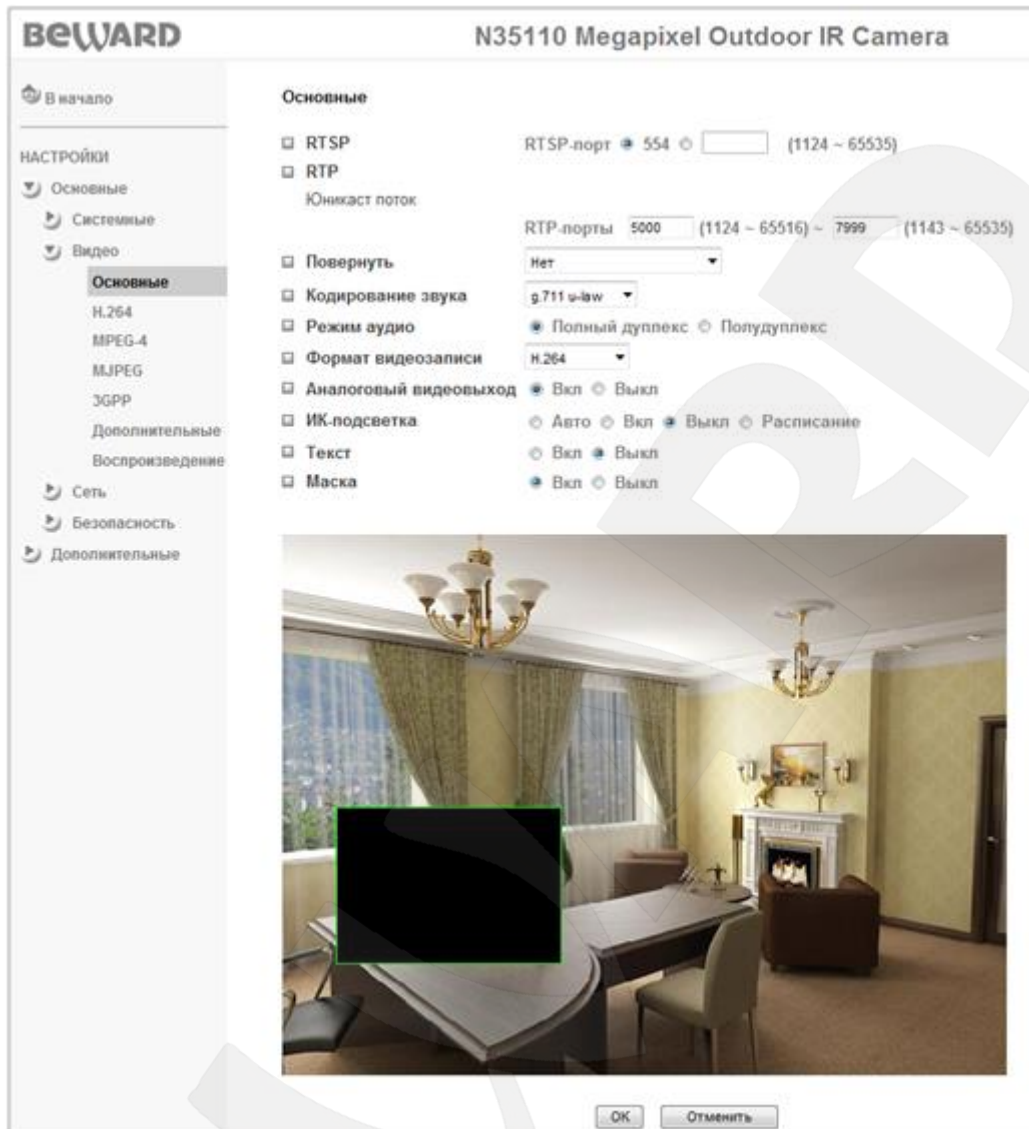 BEWARD
N35110 Megapixel Outdoor IR Camera
В начало
НАСТРОЙКИ
Основные
Системные
Видео
Основные
H.264
MPEG-4
MJPEG
3GPP
Дополнительные
Воспроизведение
Сеть
Безопасность
Дополнительные
Основные
RTSP RTSP-порт 554 (1124 ~ 65535)
RTP
Юникаст поток
RTP-порты 5000 (1124 ~ 65516) ~ 7999 (1143 ~ 65535)
Повернуть Нет
Кодирование звука g.711 u-law
Режим аудио Полный дуплекс Полудуплекс
Формат видеозаписи H.264
Аналоговый видеовыход Вкл Выкл
ИК-подсветка Авто Вкл Выкл Расписание
Текст Вкл Выкл
Маска Вкл Выкл
OK Отменить